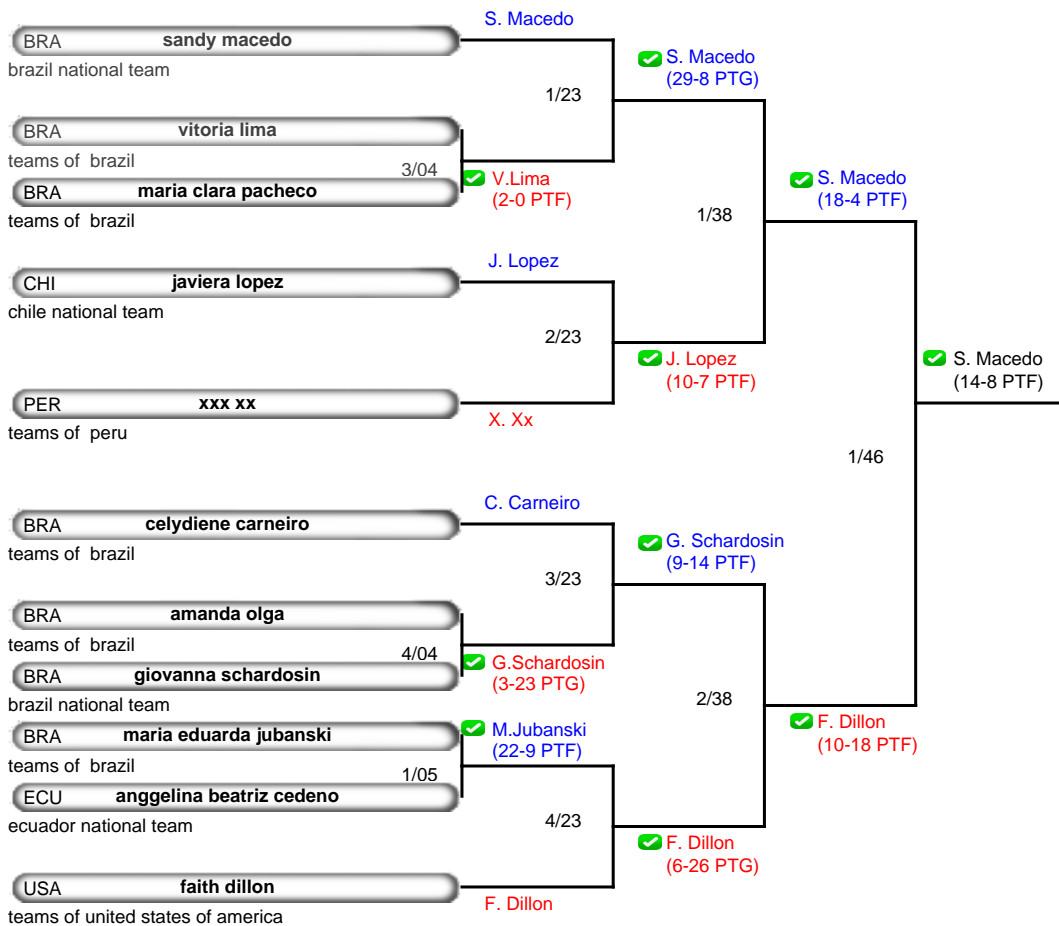 S. Macedo
BRA sandy macedo
brazil national team
S. Macedo
(29-8 PTG)
1/23
BRA vitoria lima
teams of  brazil
3/04
BRA maria clara pacheco
teams of  brazil
V.Lima
(2-0 PTF)
S. Macedo
(18-4 PTF)
1/38
J. Lopez
CHI javiera lopez
chile national team
2/23
J. Lopez
(10-7 PTF)
PER xxx xx
teams of  peru
X. Xx
S. Macedo
(14-8 PTF)
1/46
C. Carneiro
BRA celydiene carneiro
teams of  brazil
G. Schardosin
(9-14 PTF)
3/23
BRA amanda olga
teams of  brazil
4/04
BRA giovanna schardosin
brazil national team
G.Schardosin
(3-23 PTG)
2/38
F. Dillon
(10-18 PTF)
BRA maria eduarda jubanski
teams of  brazil
M.Jubanski
(22-9 PTF)
1/05
ECU anggelina beatriz cedeno
ecuador national team
4/23
F. Dillon
(6-26 PTG)
USA faith dillon
teams of united states of america
F. Dillon